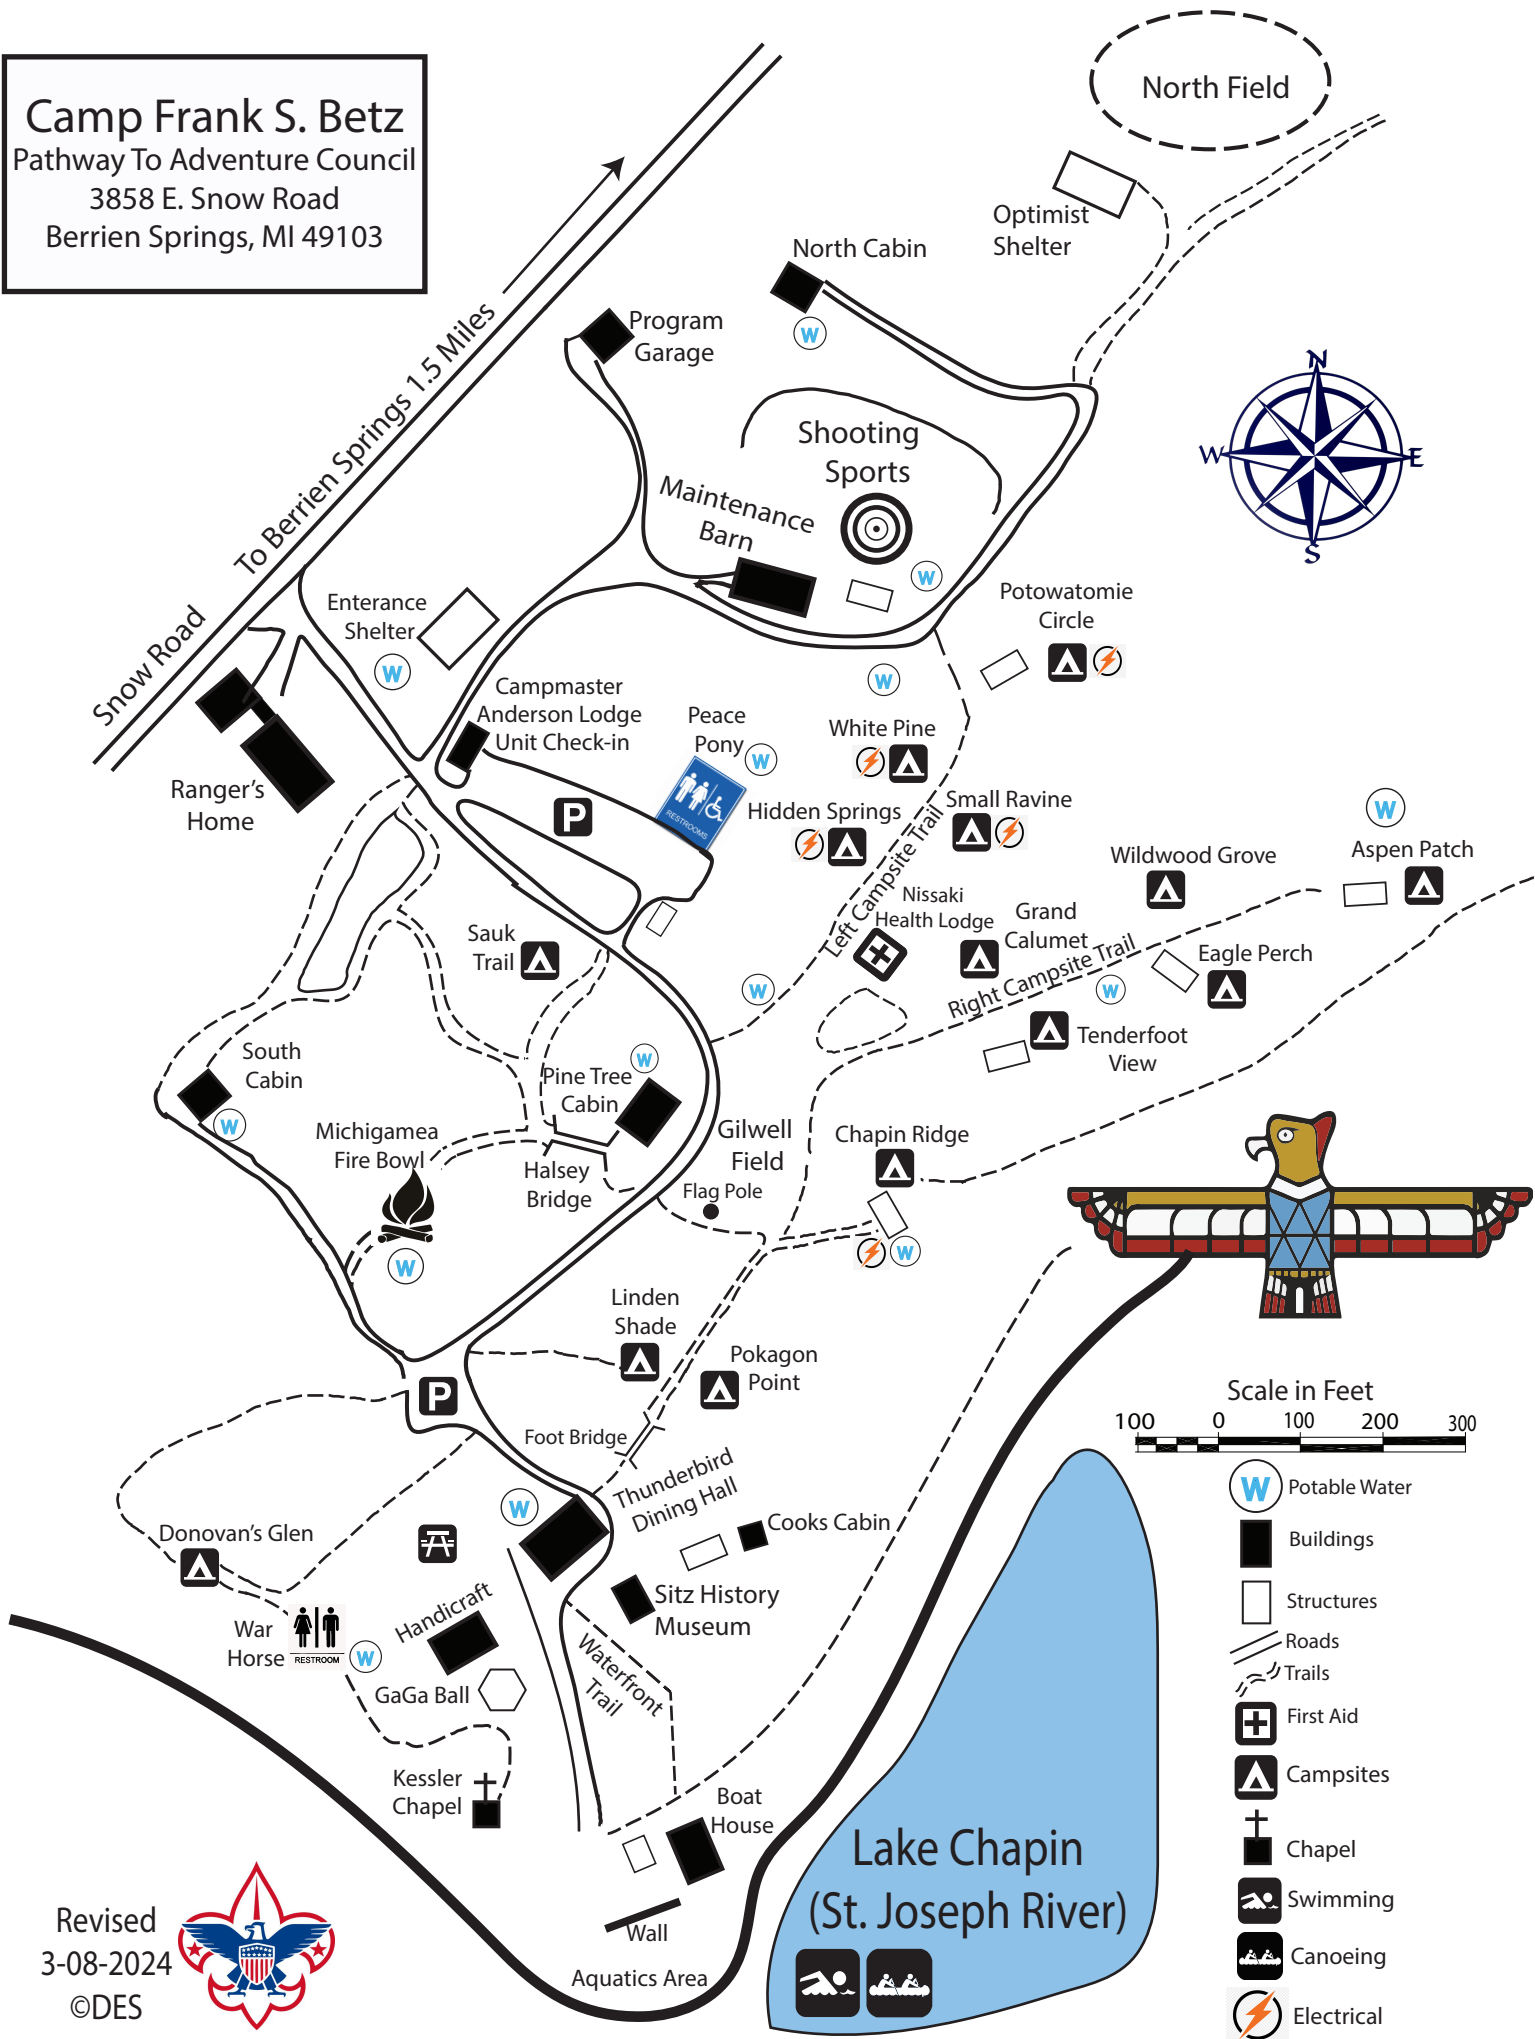 Camp Frank S. Betz
Pathway To Adventure Council
3858 E. Snow Road
Berrien Springs, MI 49103
North Field
Optimist
Shelter
North Cabin
W
Program
Garage
To Berrien Springs 1.5 Miles
Snow Road
N
W
E
S
Shooting
Sports
Maintenance
Barn
W
Enterance
Shelter
W
Potowatomie
Circle
Campmaster
Anderson Lodge
Unit Check-in
Peace
Pony
W
RESTROOMS
W
White Pine
Ranger's
Home
P
Hidden Springs
Small Ravine
Left Campsite Trail
W
Aspen Patch
Wildwood Grove
Nissaki
Health Lodge
Grand
Calumet
Right Campsite Trail
Eagle Perch
W
Sauk
Trail
W
Tenderfoot
View
South
Cabin
W
Pine Tree
Cabin
W
Michigamea
Fire Bowl
W
Halsey
Bridge
Gilwell
Field
Flag Pole
Chapin Ridge
W
Linden
Shade
Pokagon
Point
P
Foot Bridge
Thunderbird
Dining Hall
W
Cooks Cabin
Donovan's Glen
Sitz History
Museum
Handicraft
War
Horse
RESTROOM
W
GaGa Ball
Waterfront
Trail
Kessler
Chapel
Boat
House
Wall
Aquatics Area
Lake Chapin
(St. Joseph River)
Scale in Feet
100 0 100 200 300
W Potable Water
Buildings
Structures
Roads
Trails
First Aid
Campsites
Chapel
Swimming
Canoeing
Electrical
Revised
3-08-2024
©DES